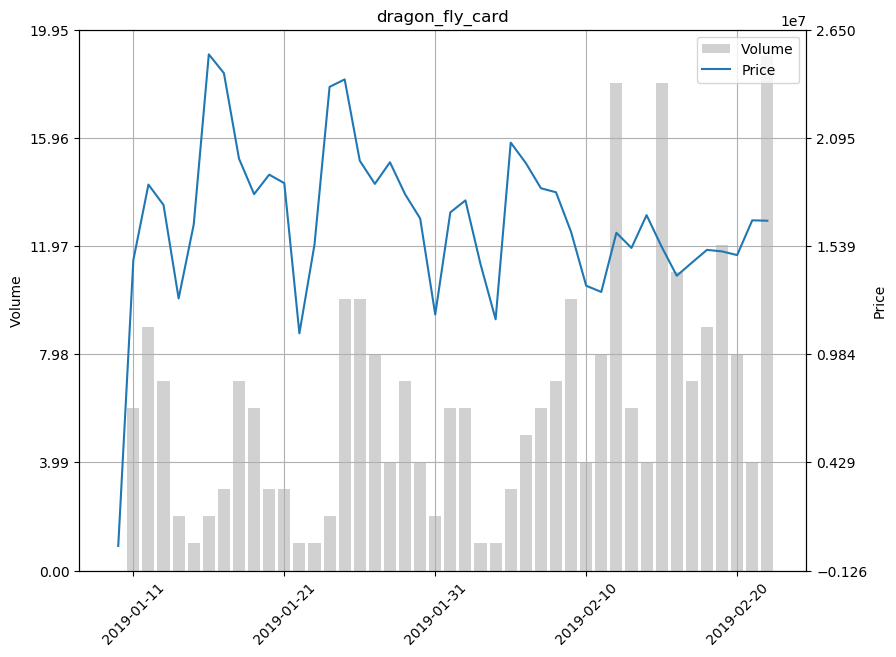 dragon_fly_card
1e7
19.95
15.96
11.97
7.98
3.99
0.00
Volume
2.650
2.095
1.539
0.984
0.429
−0.126
Price
Volume
Price
2019-01-11
2019-01-21
2019-01-31
2019-02-10
2019-02-20